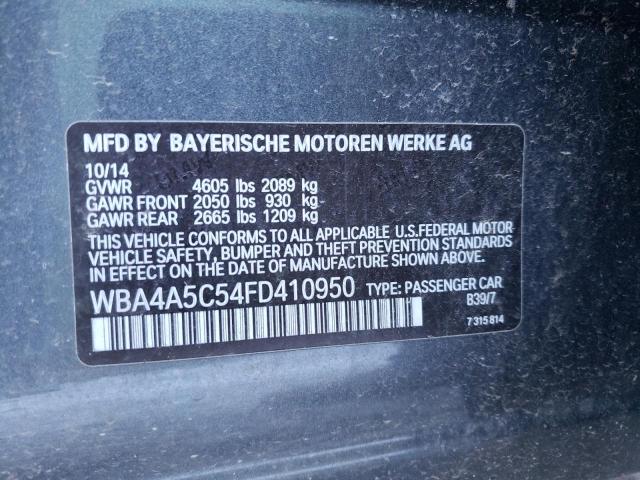 MFD BY BAYERISCHE MOTOREN WERKE AG
10/14
GVWR 4605 lbs 2089 kg
GAWR FRONT 2050 lbs 930 kg
GAWR REAR 2665 lbs 1209 kg
THIS VEHICLE CONFORMS TO ALL APPLICABLE U.S.FEDERAL MOTOR
VEHICLE SAFETY, BUMPER AND THEFT PREVENTION STANDARDS
IN EFFECT ON THE DATE OF MANUFACTURE SHOWN ABOVE.
WBA4A5C54FD410950 TYPE: PASSENGER CAR
B39/7
7 315 814